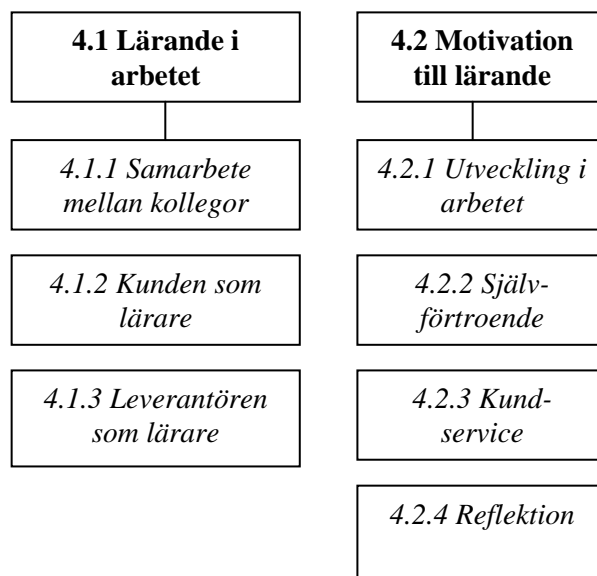 4.1 Lärande i
arbetet
4.1.1 Samarbete
mellan kollegor
4.1.2 Kunden som
lärare
4.1.3 Leverantören
som lärare
4.2 Motivation
till lärande
4.2.1 Utveckling i
arbetet
4.2.2 Själv-
förtroende
4.2.3 Kund-
service
4.2.4 Reflektion